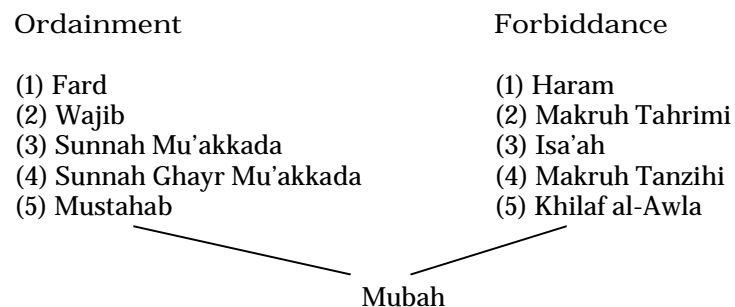 Ordainment
(1) Fard
(2) Wajib
(3) Sunnah Mu’akkada
(4) Sunnah Ghayr Mu’akkada
(5) Mustahab
Forbiddance
(1) Haram
(2) Makruh Tahrimi
(3) Isa’ah
(4) Makruh Tanzihi
(5) Khilaf al-Awla
Mubah